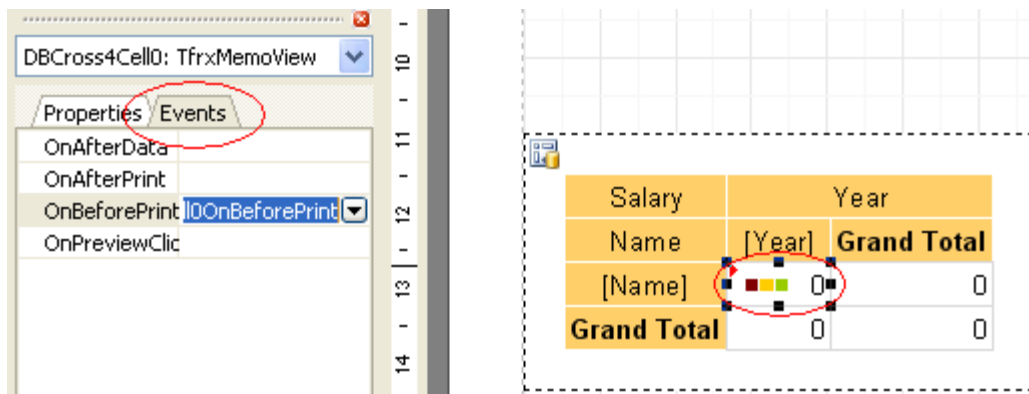 DBCross4Cell0: TfrxMemoView
Properties Events
OnAfterData
OnAfterPrint
OnBeforePrint ll0OnBeforePrint
OnPreviewClic
10
11
12
13
14
Salary Year
Name [Year] Grand Total
[Name] 0 0
Grand Total 0 0